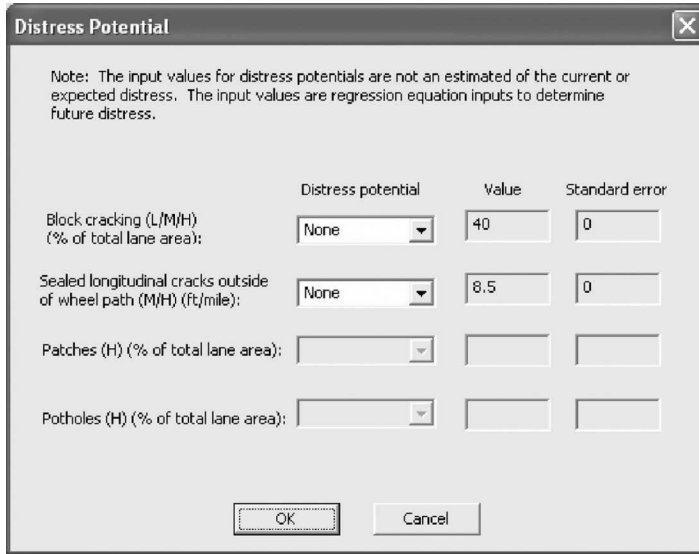 Distress Potential
Note: The input values for distress potentials are not an estimated of the current or
expected distress. The input values are regression equation inputs to determine
future distress.
Distress potential Value Standard error
Block cracking (L/M/H)
(% of total lane area): None 40 0
Sealed longitudinal cracks outside
of wheel path (M/H) (ft/mile): None 8.5 0
Patches (H) (% of total lane area):
Potholes (H) (% of total lane area):
OK Cancel